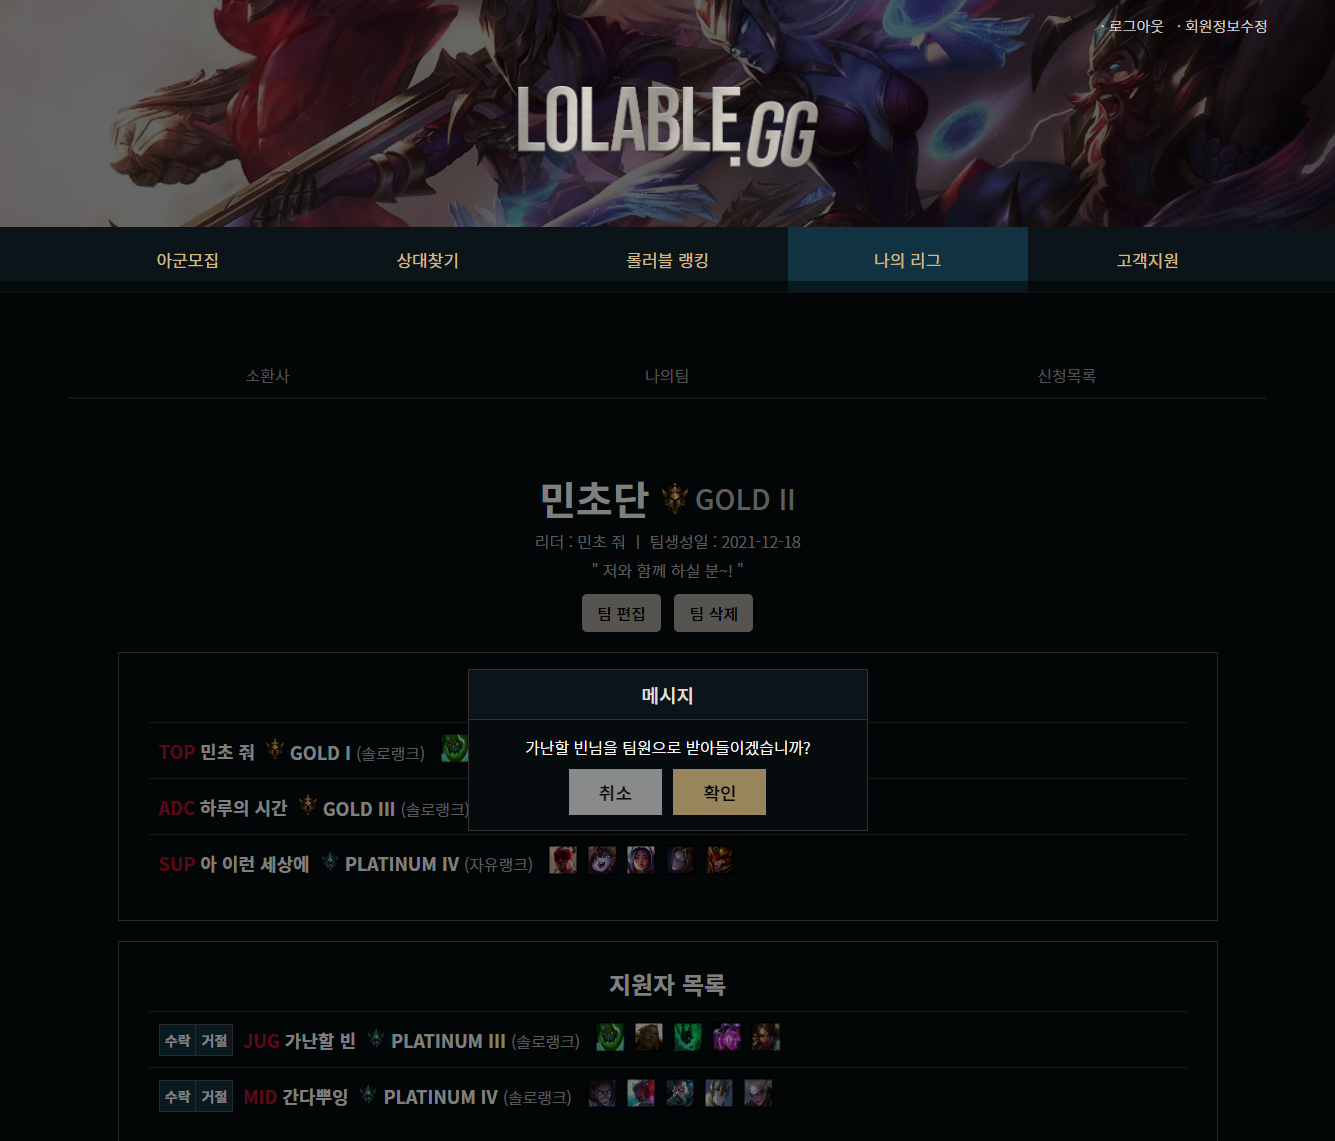 · 로그아웃 · 회원정보수정
LOLABLE.GG
아군모집 상대찾기 롤러블 랭킹 나의 리그 고객지원
소환사 나의팀 신청목록
민초단 GOLD II
리더 : 민초 줘 ㅣ 팀생성일 : 2021-12-18
" 저와 함께 하실 분~! "
팀 편집 팀 삭제
메시지
가난할 빈님을 팀원으로 받아들이겠습니까?
취소 확인
TOP 민초 줘 GOLD I (솔로랭크)
ADC 하루의 시간 GOLD III (솔로랭크)
SUP 아 이런 세상에 PLATINUM IV (자유랭크)
지원자 목록
수락 거절 JUG 가난할 빈 PLATINUM III (솔로랭크)
수락 거절 MID 간다뿌잉 PLATINUM IV (솔로랭크)